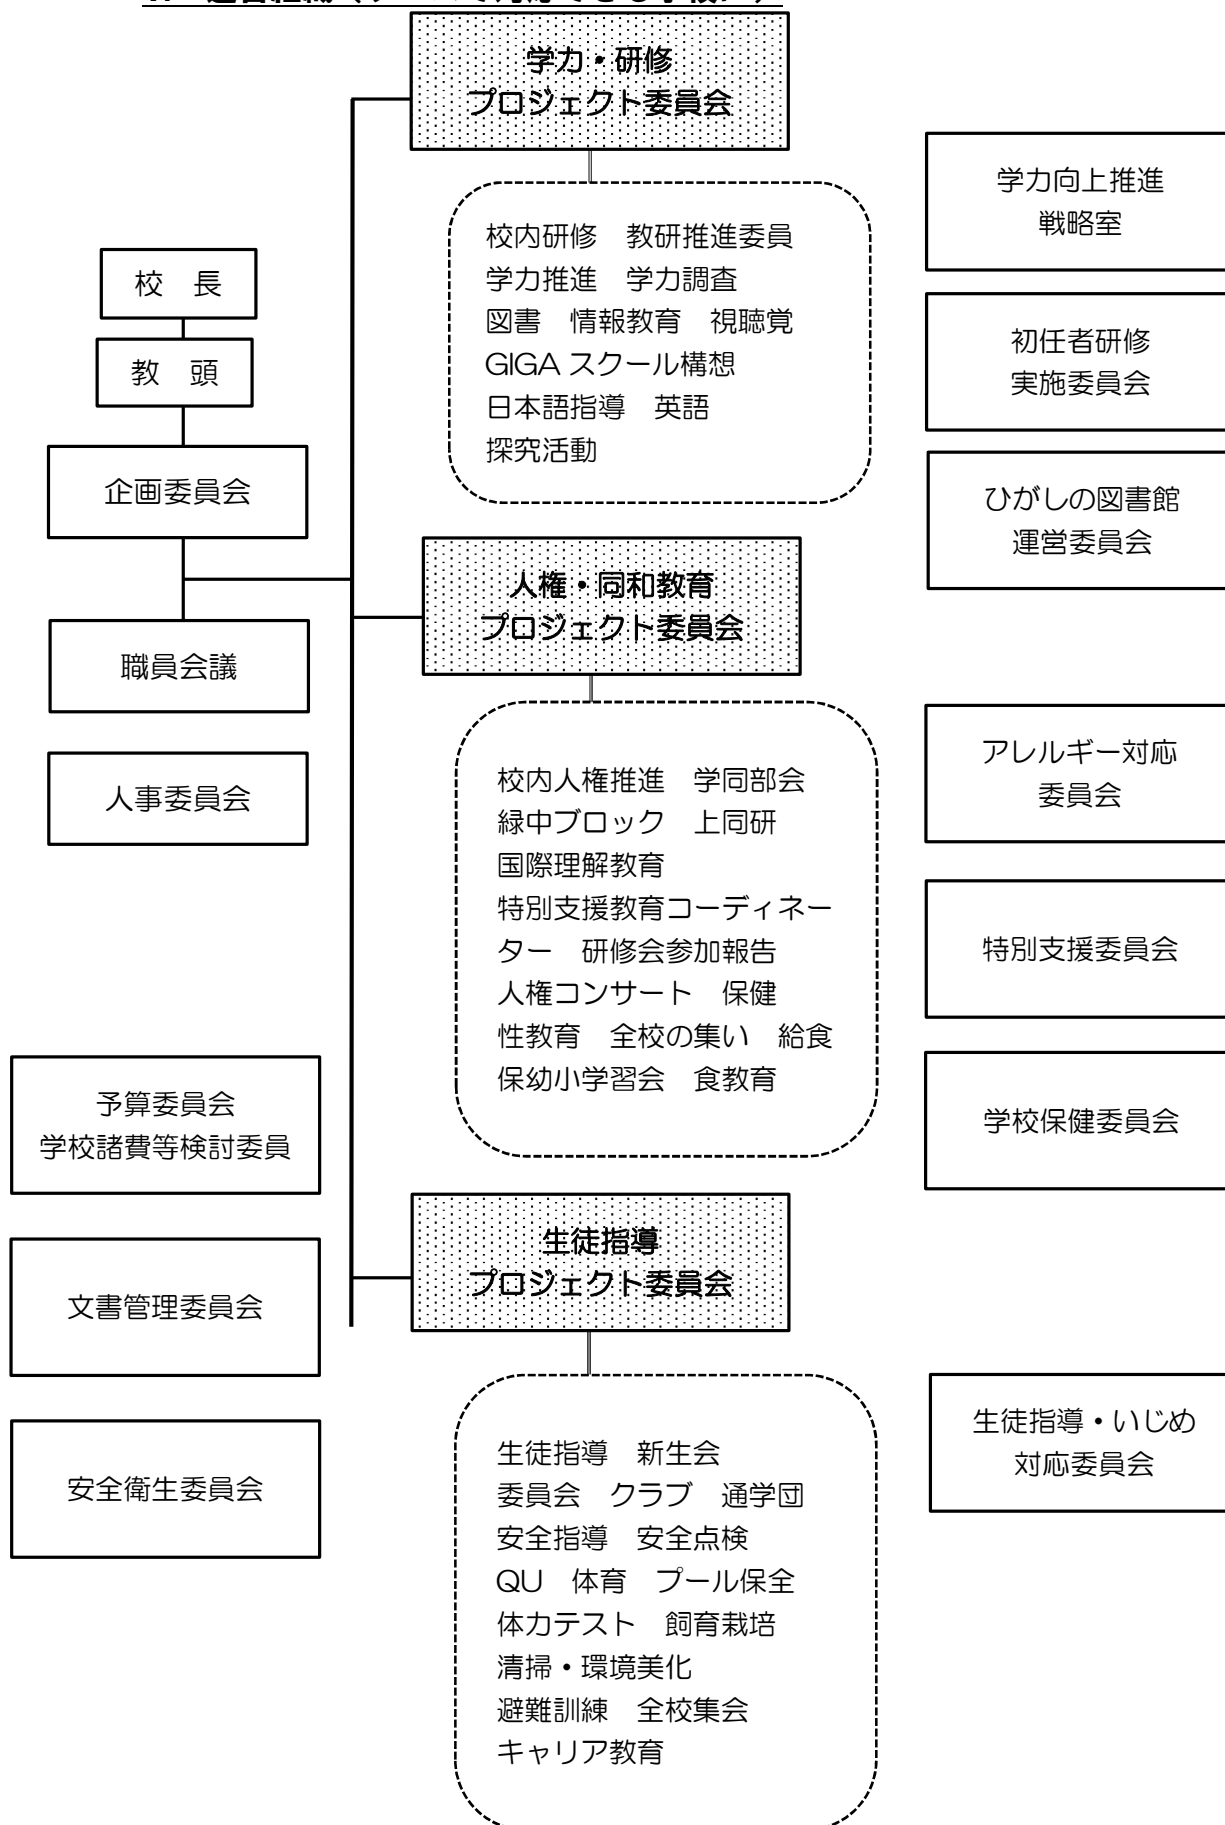 学力・研修
プロジェクト委員会
校内研修　教研推進委員
学力推進　学力調査
図書　情報教育　視聴覚
GIGA スクール構想
日本語指導　英語
探究活動
校　長
教　頭
企画委員会
職員会議
人事委員会
人権・同和教育
プロジェクト委員会
校内人権推進　学同部会
緑中ブロック　上同研
国際理解教育
特別支援教育コーディネー
ター　研修会参加報告
人権コンサート　保健
性教育　全校の集い　給食
保幼小学習会　食教育
予算委員会
学校諸費等検討委員
文書管理委員会
安全衛生委員会
生徒指導
プロジェクト委員会
生徒指導　新生会
委員会　クラブ　通学団
安全指導　安全点検
QU　体育　プール保全
体力テスト　飼育栽培
清掃・環境美化
避難訓練　全校集会
キャリア教育
学力向上推進
戦略室
初任者研修
実施委員会
ひがしの図書館
運営委員会
アレルギー対応
委員会
特別支援委員会
学校保健委員会
生徒指導・いじめ
対応委員会